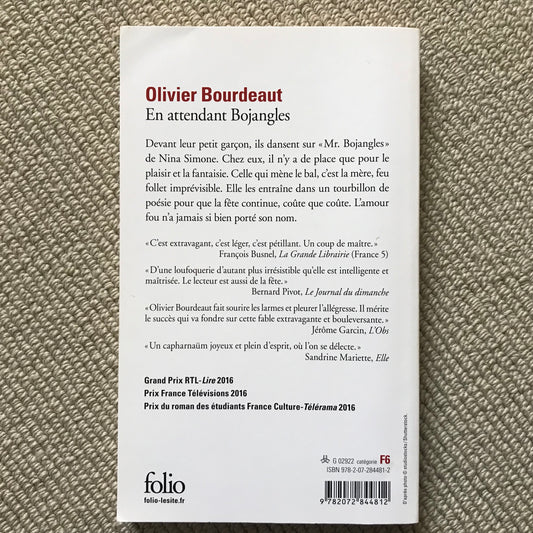 Olivier Bourdeaut
En attendant Bojangles
Devant leur petit garçon, ils dansent sur « Mr. Bojangles »
de Nina Simone. Chez eux, il n’y a de place que pour le
plaisir et la fantaisie. Celle qui mène le bal, c’est la mère, feu
follet imprévisible. Elle les entraîne dans un tourbillon de
poésie pour que la fête continue, coûte que coûte. L’amour
fou n’a jamais si bien porté son nom.
« C’est extravagant, c’est léger, c’est pétillant. Un coup de maître. »
François Busnel, La Grande Librairie (France 5)
« D’une loufoquerie d’autant plus irrésistible qu’elle est intelligente et
maîtrisée. Le lecteur est aussi de la fête. »
Bernard Pivot, Le Journal du dimanche
« Olivier Bourdeaut fait sourire les larmes et pleurer l’allégresse. Il mérite
le succès qui va fondre sur cette fable extravagante et bouleversante. »
Jérôme Garcin, L’Obs
« Un capharnaüm joyeux et plein d’esprit, où l’on se délecte. »
Sandrine Mariette, Elle
Grand Prix RTL-Lire 2016
Prix France Télévisions 2016
Prix du roman des étudiants France Culture-Télérama 2016
G 02922 catégorie F6
ISBN 978-2-07-284481-2
folio
folio-lesite.fr
9 782072 844812
D’après photo © studiostoks / Shutterstock.